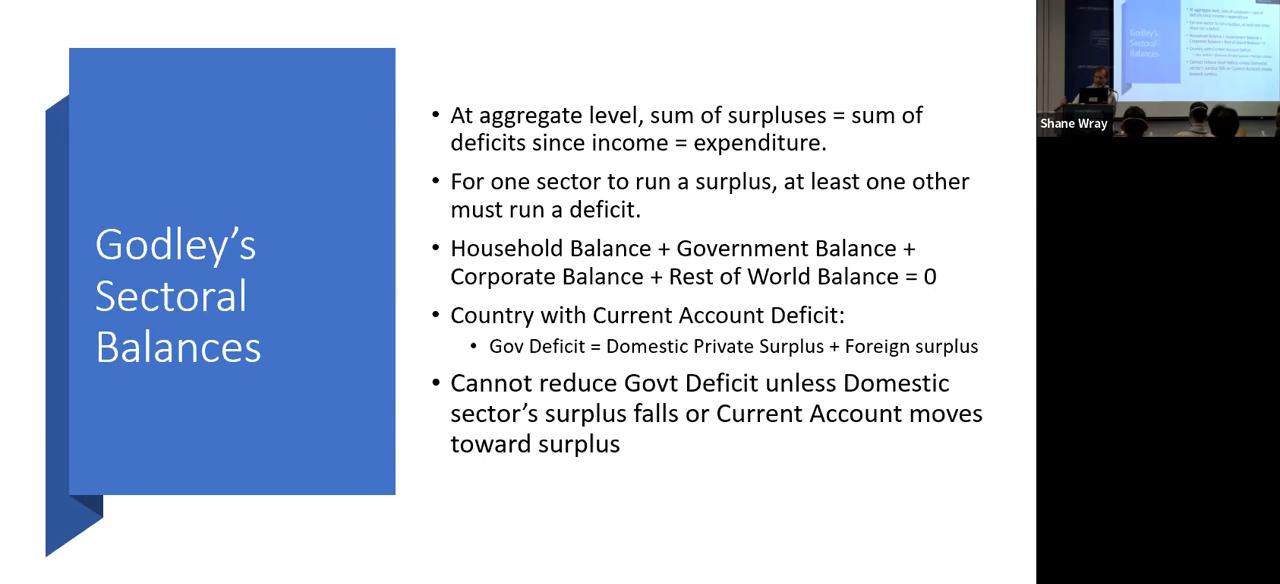 Godley's
Sectoral
Balances
• At aggregate level, sum of surpluses = sum of
deficits since income = expenditure.
• For one sector to run a surplus, at least one other
must run a deficit.
• Household Balance + Government Balance +
Corporate Balance + Rest of World Balance = 0
• Country with Current Account Deficit:
• Gov Deficit = Domestic Private Surplus + Foreign surplus
• Cannot reduce Govt Deficit unless Domestic
sector's surplus falls or Current Account moves
toward surplus
Shane Wray